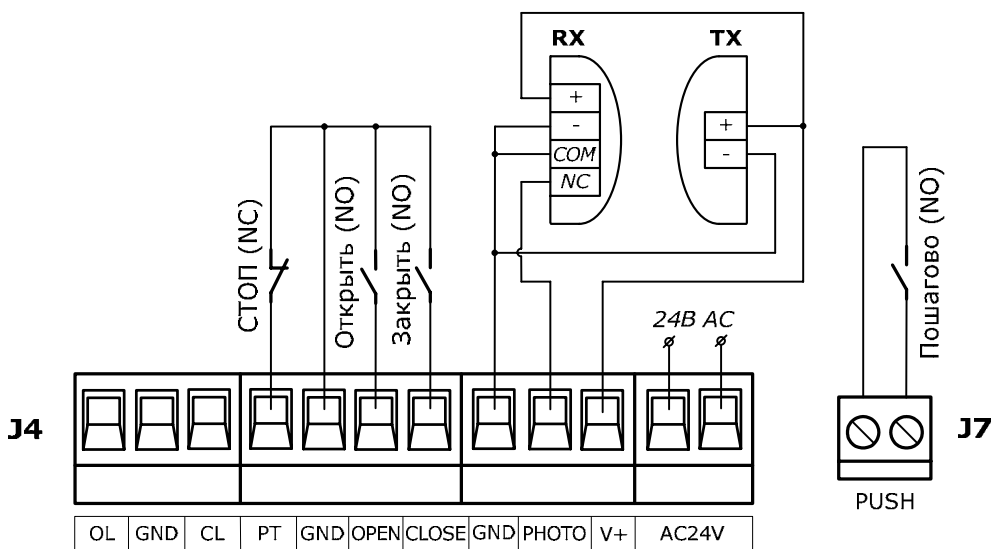 RX
TX
+
-
COM
NC
+
-
СТОП (NC)
Открыть (NO)
Закрыть (NO)
Пошагово (NO)
24В AC
J4
J7
PUSH
OL GND CL PT GND OPEN CLOSE GND PHOTO V+ AC24V